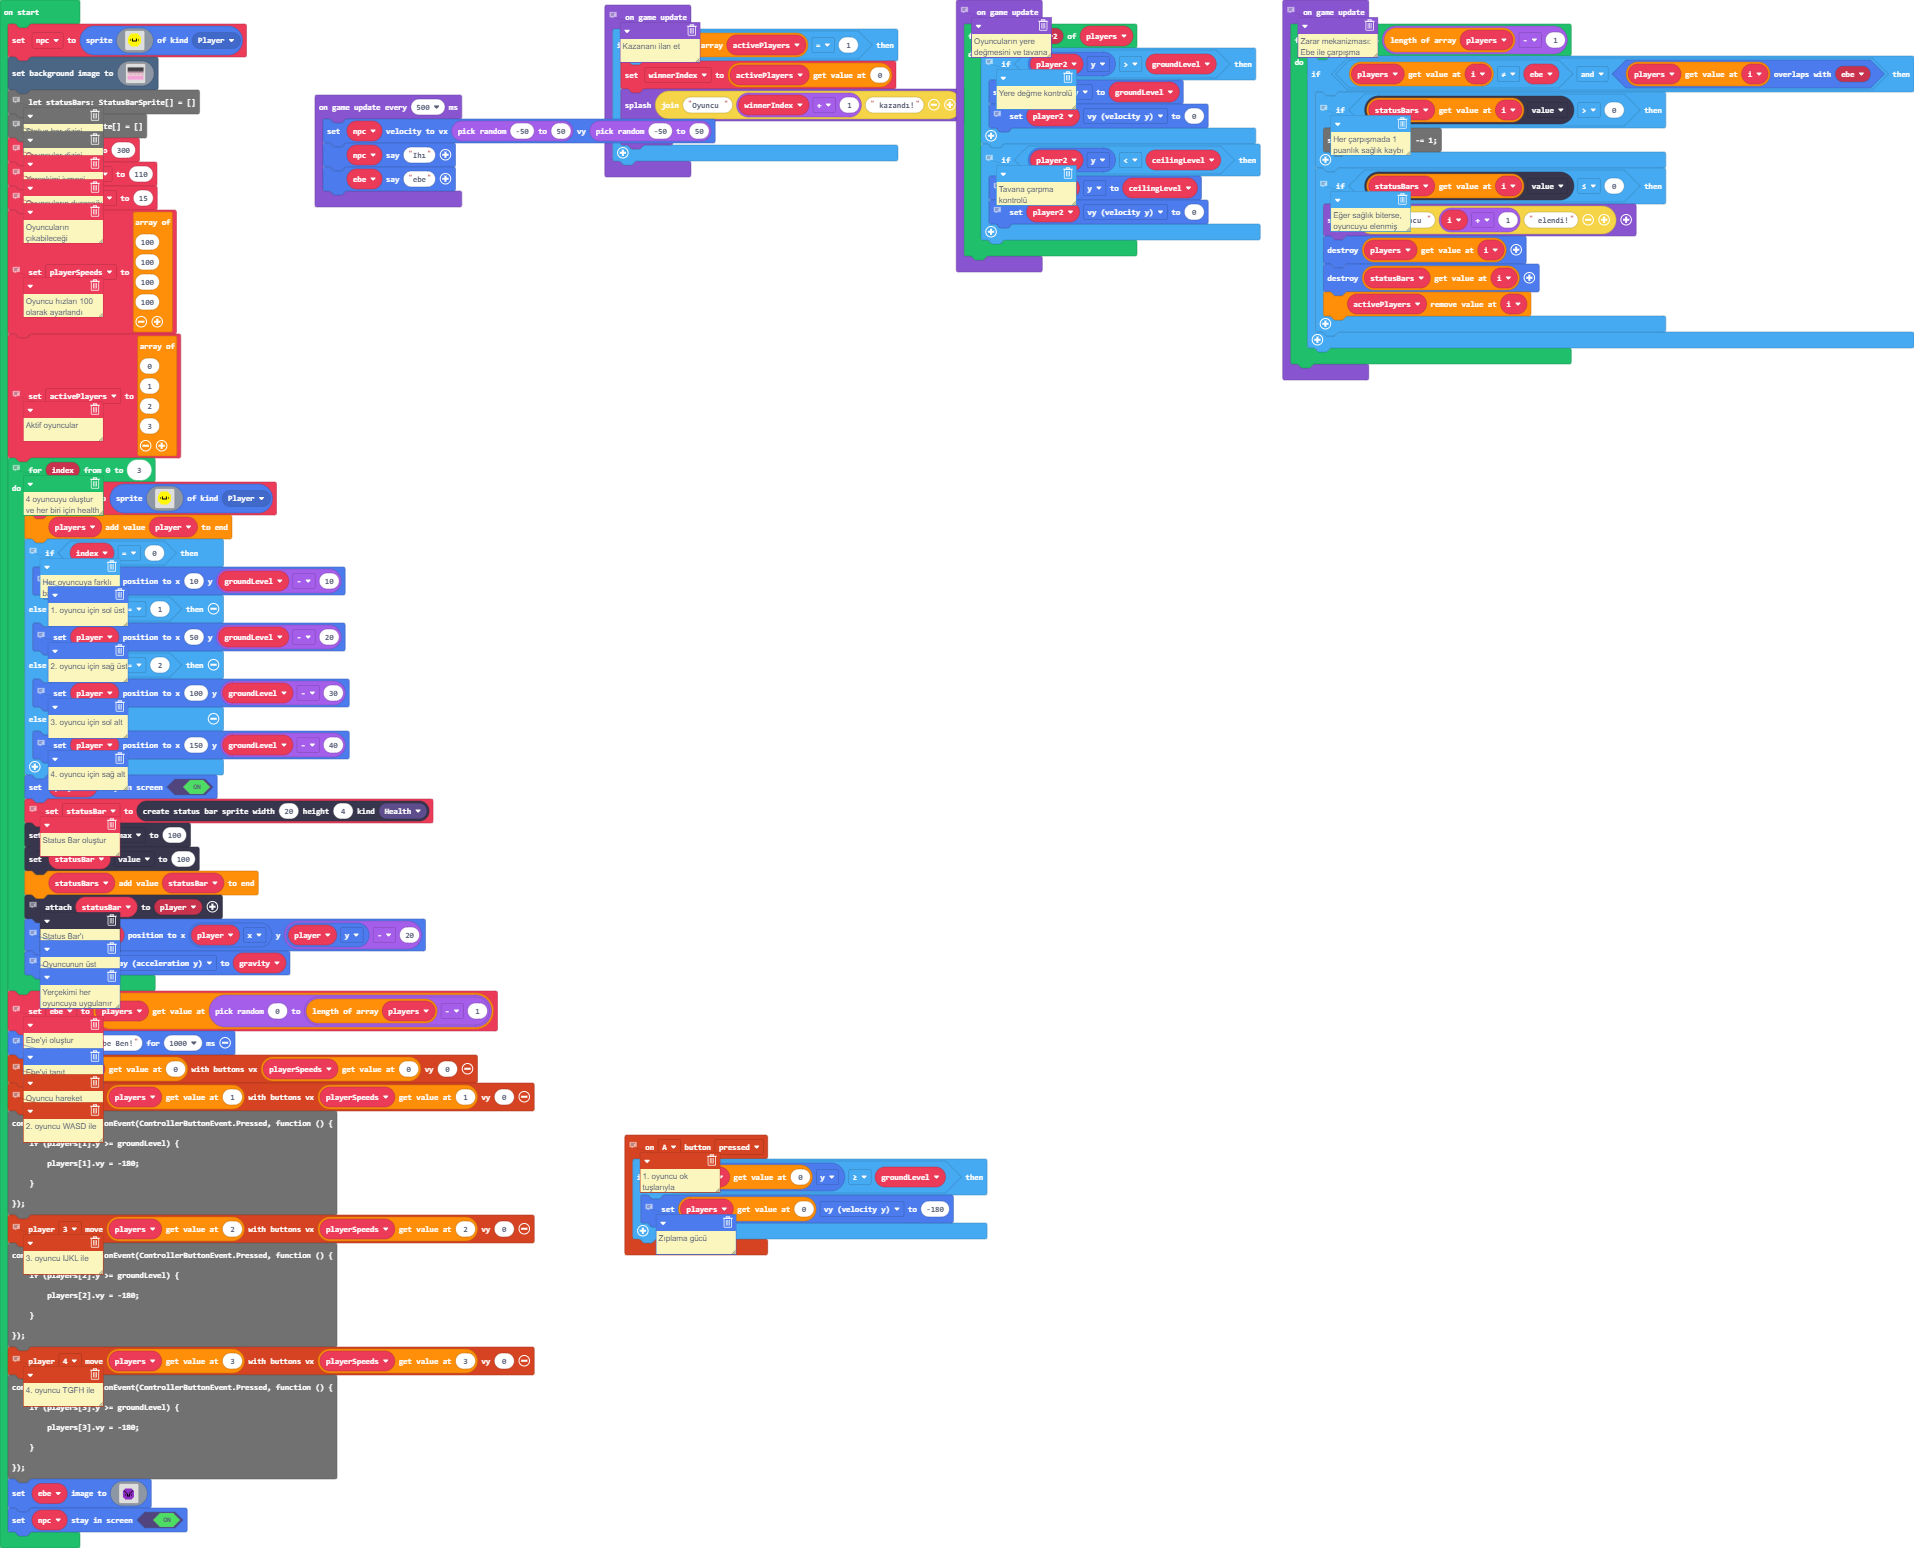 on start
set npc to sprite of kind Player
set background image to
let statusBars: StatusBarSprite[] = []
te[] = []
300
to 110
to 15
Oyuncuların
çıkabileceği
set playerSpeeds to
array of
100
100
100
100
Oyuncu hızları 100
olarak ayarlandı
set activePlayers to
array of
0
1
2
3
Aktif oyuncular
for index from 0 to 3
do
4 oyuncuyu oluştur
ve her biri için health
sprite of kind Player
players add value player to end
if index = 0 then
Her oyuncuya farklı
position to x 10 y groundLevel - 10
1. oyuncu için sol üst
else 1 then
set player position to x 50 y groundLevel - 20
2. oyuncu için sağ üst
else 2 then
set player position to x 100 y groundLevel - 30
3. oyuncu için sol alt
else
set player position to x 150 y groundLevel - 40
4. oyuncu için sağ alt
set screen ON
set statusBar to create status bar sprite width 20 height 4 kind Health
Status Bar oluştur
set max to 100
set statusBar value to 100
statusBars add value statusBar to end
attach statusBar to player
Status Bar'ı
position to x player x y player y - 20
Oyuncunun üst
ay (acceleration y) to gravity
Yerçekimi her
oyuncuya uygulanır
set ebe to players get value at pick random 0 to length of array players - 1
Ebe'yi oluştur
be Ben!" for 1000 ms
Ebe'yi tanıt
get value at 0 with buttons vx playerSpeeds get value at 0 vy 0
Oyuncu hareket
players get value at 1 with buttons vx playerSpeeds get value at 1 vy 0
2. oyuncu WASD ile
onEvent(ControllerButtonEvent.Pressed, function () {
if (players[1].y >= groundLevel) {
players[1].vy = -180;
}
});
player 3 move players get value at 2 with buttons vx playerSpeeds get value at 2 vy 0
3. oyuncu IJKL ile
onEvent(ControllerButtonEvent.Pressed, function () {
if (players[2].y >= groundLevel) {
players[2].vy = -180;
}
});
player 4 move players get value at 3 with buttons vx playerSpeeds get value at 3 vy 0
4. oyuncu TGFH ile
onEvent(ControllerButtonEvent.Pressed, function () {
if (players[3].y >= groundLevel) {
players[3].vy = -180;
}
});
set ebe image to
set npc stay in screen ON
on game update every 500 ms
set npc velocity to vx pick random -50 to 50 vy pick random -50 to 50
npc say "Ihı"
ebe say "ebe"
on game update
Kazananı ilan et
array activePlayers = 1 then
set winnerIndex to activePlayers get value at 0
splash join "Oyuncu " winnerIndex + 1 " kazandı!"
on game update
Oyuncuların yere
değmesini ve tavana
2 of players
if player2 y > groundLevel then
Yere değme kontrolü
to groundLevel
set player2 vy (velocity y) to 0
if player2 y < ceilingLevel then
Tavana çarpma
kontrolü
y to ceilingLevel
set player2 vy (velocity y) to 0
on game update
Zarar mekanizması:
Ebe ile çarpışma
length of array players - 1
do
if players get value at i ≠ ebe and players get value at i overlaps with ebe then
if statusBars get value at i value > 0 then
Her çarpışmada 1
puanlık sağlık kaybı
-= 1;
if statusBars get value at i value ≤ 0 then
Eğer sağlık biterse,
oyuncuyu elenmiş
cu " i + 1 " elendi!"
destroy players get value at i
destroy statusBars get value at i
activePlayers remove value at i
on A button pressed
1. oyuncu ok
tuşlarıyla
get value at 0 y ≥ groundLevel then
set players get value at 0 vy (velocity y) to -180
Zıplama gücü